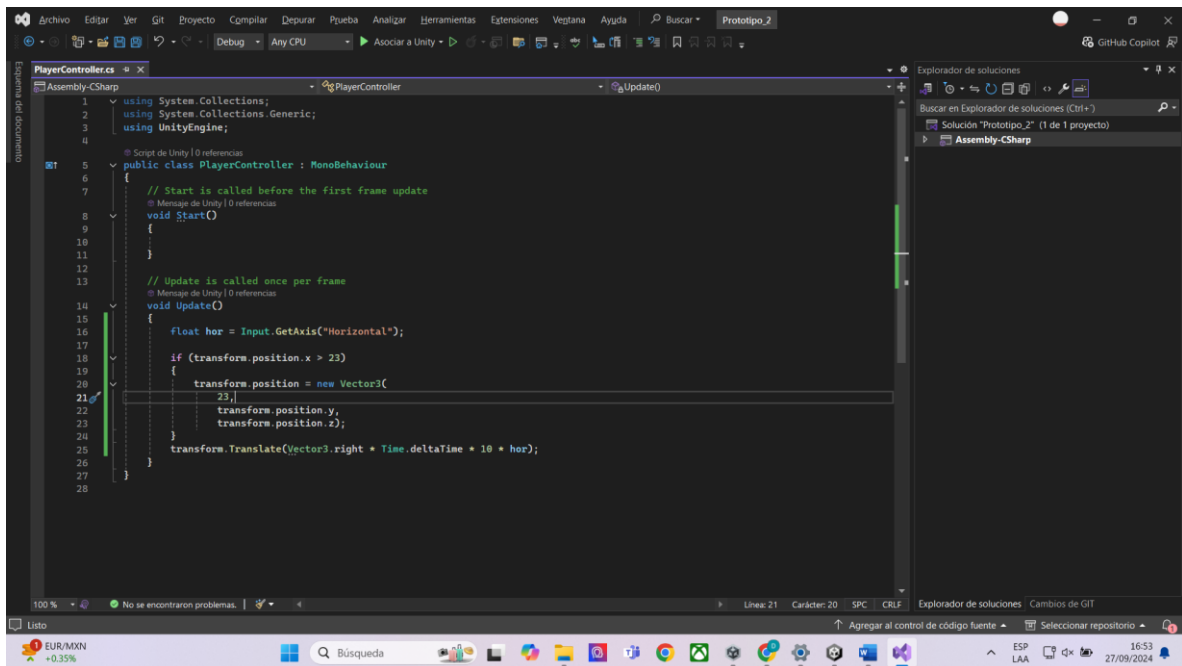 Archivo Editar Ver Git Proyecto Compilar Depurar Prueba Analizar Herramientas Extensiones Ventana Ayuda Buscar Prototipo_2
Debug Any CPU Asociar a Unity GitHub Copilot
Esquema del documento
PlayerController.cs
Assembly-CSharp PlayerController Update()
1 using System.Collections;
2 using System.Collections.Generic;
3 using UnityEngine;
4
Script de Unity | 0 referencias
5 public class PlayerController : MonoBehaviour
6 {
7 // Start is called before the first frame update
Mensaje de Unity | 0 referencias
8 void Start()
9 {
10
11 }
12
13 // Update is called once per frame
Mensaje de Unity | 0 referencias
14 void Update()
15 {
16 float hor = Input.GetAxis("Horizontal");
17
18 if (transform.position.x > 23)
19 {
20 transform.position = new Vector3(
21 23,
22 transform.position.y,
23 transform.position.z);
24 }
25 transform.Translate(Vector3.right * Time.deltaTime * 10 * hor);
26 }
27 }
28
Explorador de soluciones
Buscar en Explorador de soluciones (Ctrl+´)
Solución "Prototipo_2" (1 de 1 proyecto)
Assembly-CSharp
100 % No se encontraron problemas. Línea: 21 Carácter: 20 SPC CRLF
Explorador de soluciones Cambios de GIT
Listo Agregar al control de código fuente Seleccionar repositorio
1 EUR/MXN
+0.35%
Búsqueda
ESP
LAA
16:53
27/09/2024